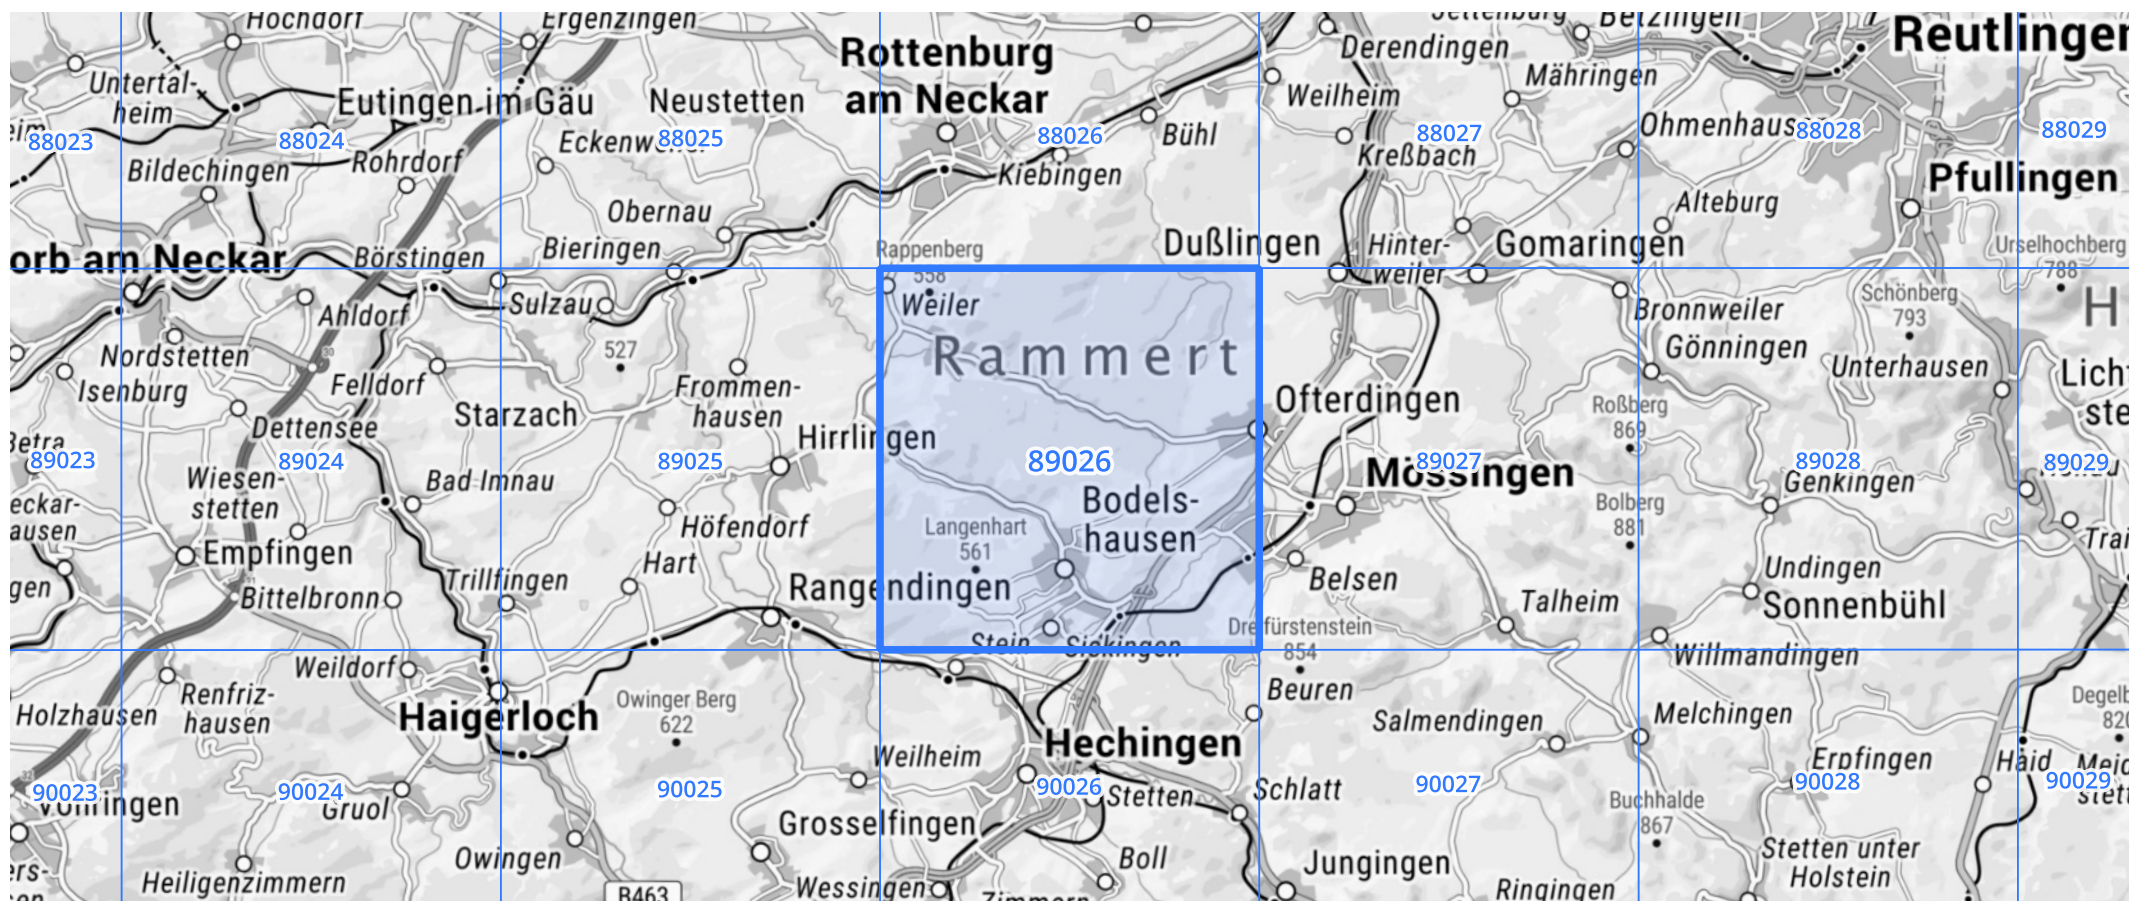 Hochdorf
Ergenzingen
Rottenburg
am Neckar
Derendingen
Betzingen
Mähringen
Untertal-
heim
Eutingen im Gäu
Neustetten
Weilheim
Bühl
Ohmenhaus
88023
88024
88025
88026
88027
88028
88029
Bildechingen
Rohrdorf
Kiebingen
Kreßbach
Pfullingen
Obernau
Alteburg
orb am Neckar
Börstingen
Bieringen
Rappenberg
558
Dußlingen
Hinter-
weiler
Gomaringen
Urselhochberg
788
Ahldorf
Sulzau
Weiler
Bronnweiler
Schönberg
793
H
Nordstetten
30
527
Rammert
Gönningen
Unterhausen
Isenburg
Felldorf
Starzach
Frommen-
hausen
Ofterdingen
Roßberg
869
Dettensee
Hirrlingen
89023
89024
89025
89026
89027
89028
89029
Wiesen-
stetten
Bad Imnau
Mössingen
Genkingen
Bodels-
hausen
Bolberg
881
Höfendorf
Langenhart
561
Empfingen
Hart
Trillfingen
Rangendingen
Belsen
Undingen
Sonnenbühl
Bittelbronn
Talheim
Stein
Sickingen
Dreifürstenstein
854
Willmandingen
Weildorf
Renfriz-
hausen
Owinger Berg
622
Beuren
Holzhausen
Haigerloch
Hechingen
Salmendingen
Melchingen
Weilheim
Erpfingen
Haid
90023
90024
90025
90026
90027
90028
90029
Gruol
Stetten
Schlatt
Buchhalde
867
Grosselfingen
Owingen
Boll
Jungingen
Stetten unter
Holstein
Heiligenzimmern
B463
Wessingen
Ringingen